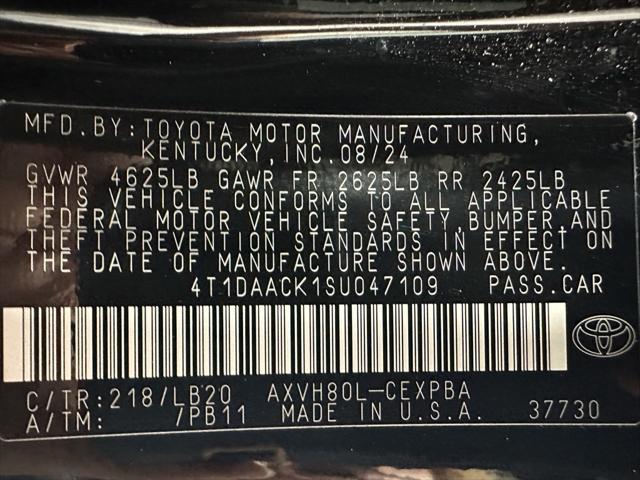 MFD.BY:TOYOTA MOTOR MANUFACTURING,
KENTUCKY,INC.08/24
GVWR 4625LB GAWR FR 2625LB RR 2425LB
THIS VEHICLE CONFORMS TO ALL APPLICABLE
FEDERAL MOTOR VEHICLE SAFETY,BUMPER,AND
THEFT PREVENTION STANDARDS IN EFFECT ON
THE DATE OF MANUFACTURE SHOWN ABOVE.
4T1DAACK1SU047109 PASS.CAR
C/TR:218/LB20 AXVH80L-CEXPBA
A/TM: /PB11 MADE IN U.S.A. 37730